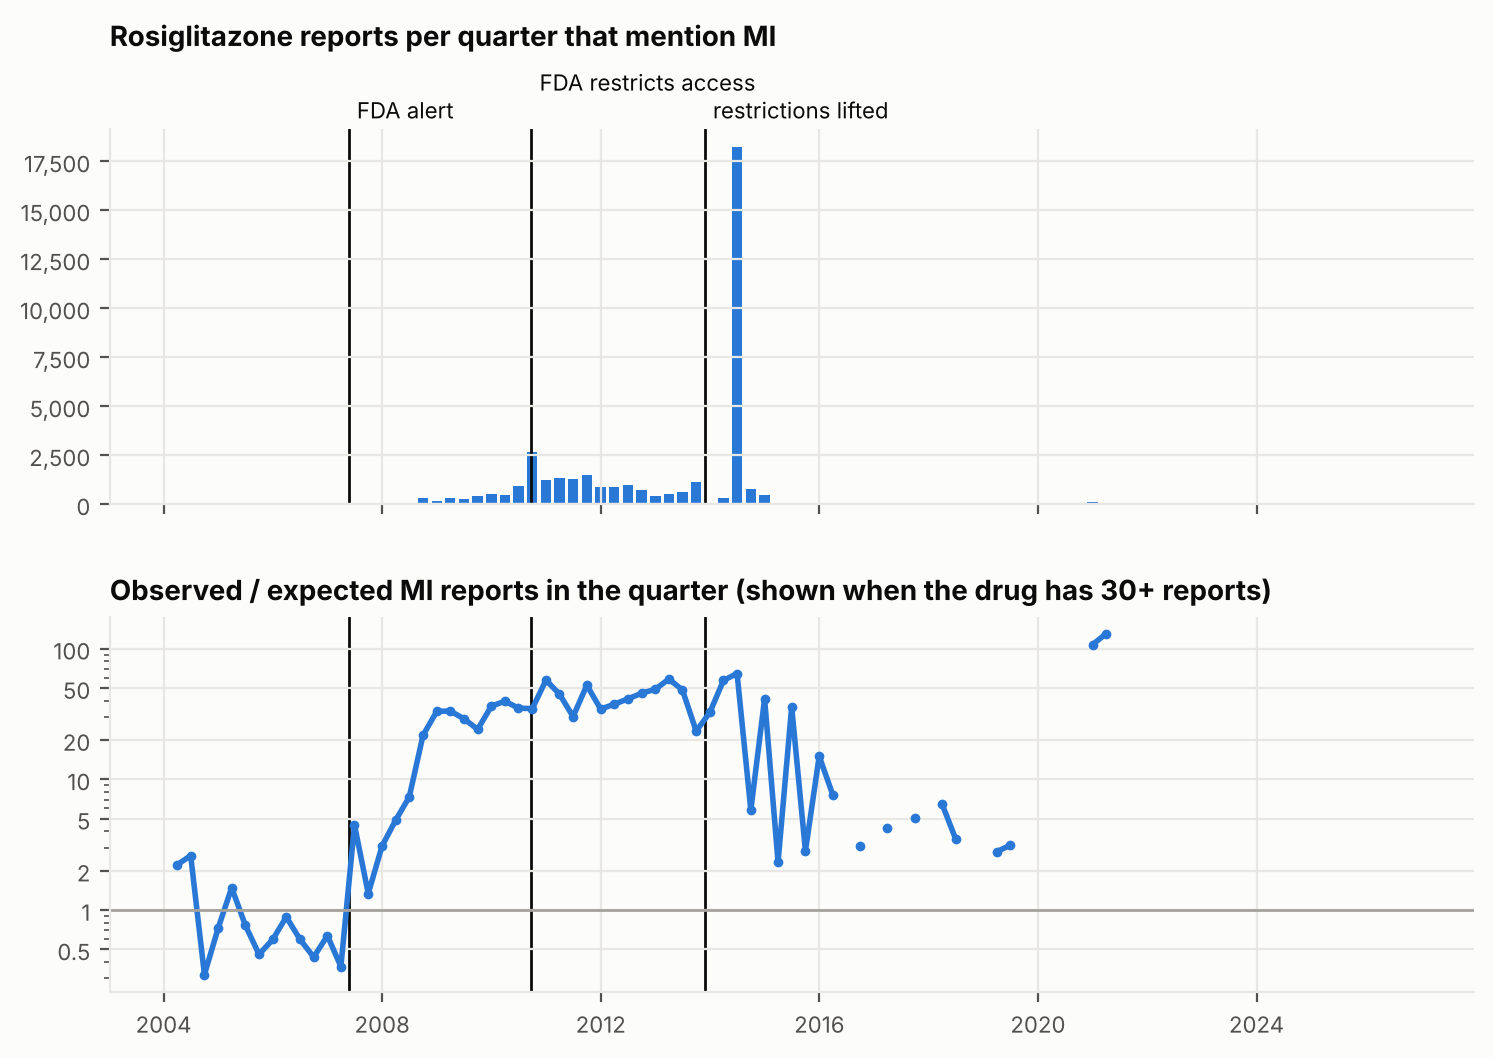 Rosiglitazone reports per quarter that mention MI
FDA restricts access
FDA alert
restrictions lifted
17,500
15,000
12,500
10,000
7,500
5,000
2,500
0
Observed / expected MI reports in the quarter (shown when the drug has 30+ reports)
100
50
20
10
5
2
1
0.5
2004 2008 2012 2016 2020 2024